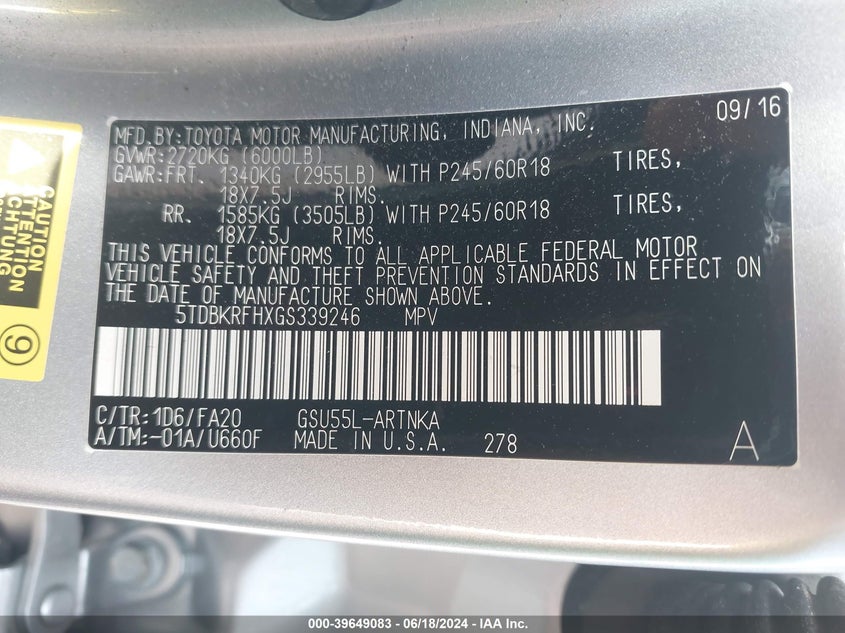 09/16
MFD.BY:TOYOTA MOTOR MANUFACTURING, INDIANA, INC.
GVWR:2720KG (6000LB)
GAWR:FRT. 1340KG (2955LB) WITH P245/60R18 TIRES,
18X7.5J RIMS.
RR. 1585KG (3505LB) WITH P245/60R18 TIRES,
18X7.5J RIMS.
THIS VEHICLE CONFORMS TO ALL APPLICABLE FEDERAL MOTOR
VEHICLE SAFETY AND THEFT PREVENTION STANDARDS IN EFFECT ON
THE DATE OF MANUFACTURE SHOWN ABOVE.
5TDBKRFHXGS339246 MPV
C/TR:1D6/FA20 GSU55L-ARTNKA
A/TM:-01A/U660F MADE IN U.S.A. 278
A
CAUTION
ATTENTION
9
000-39649083 - 06/18/2024 - IAA Inc.